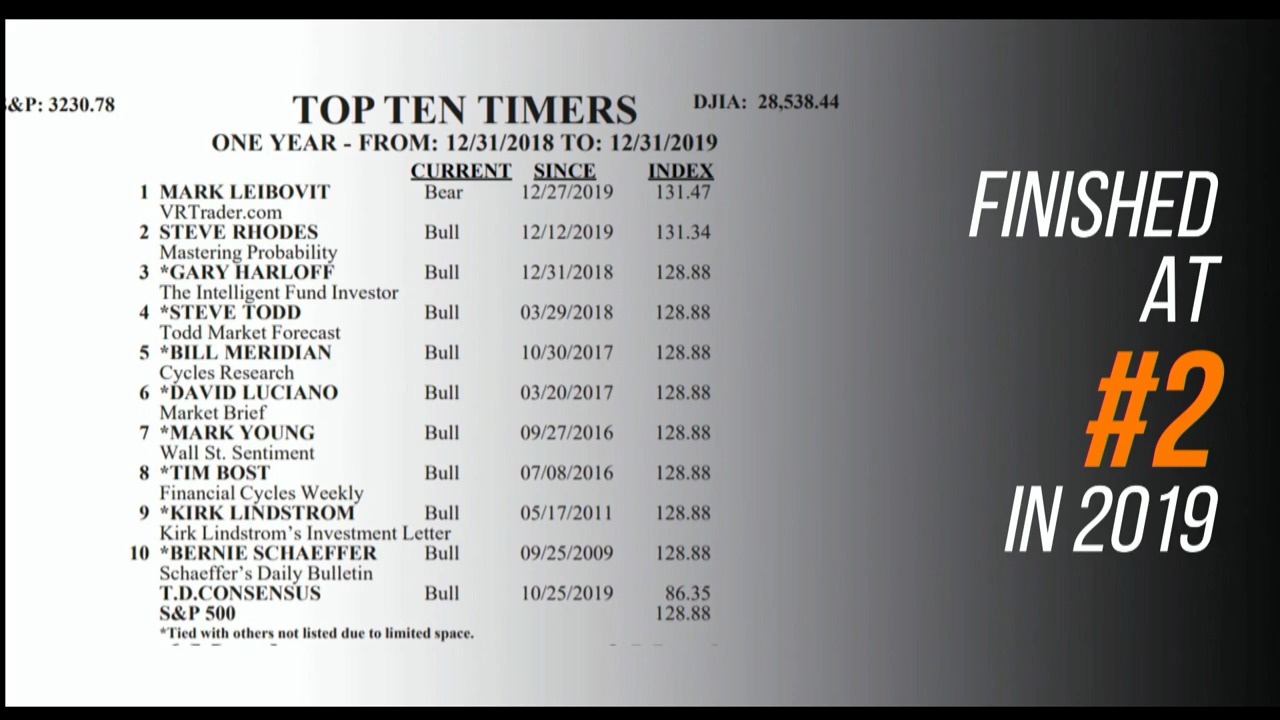 &P: 3230.78
TOP TEN TIMERS
DJIA: 28,538.44
ONE YEAR - FROM: 12/31/2018 TO: 12/31/2019
CURRENT SINCE INDEX
1 MARK LEIBOVIT Bear 12/27/2019 131.47
VRTrader.com
2 STEVE RHODES Bull 12/12/2019 131.34
Mastering Probability
3 *GARY HARLOFF Bull 12/31/2018 128.88
The Intelligent Fund Investor
4 *STEVE TODD Bull 03/29/2018 128.88
Todd Market Forecast
5 *BILL MERIDIAN Bull 10/30/2017 128.88
Cycles Research
6 *DAVID LUCIANO Bull 03/20/2017 128.88
Market Brief
7 *MARK YOUNG Bull 09/27/2016 128.88
Wall St. Sentiment
8 *TIM BOST Bull 07/08/2016 128.88
Financial Cycles Weekly
9 *KIRK LINDSTROM Bull 05/17/2011 128.88
Kirk Lindstrom's Investment Letter
10 *BERNIE SCHAEFFER Bull 09/25/2009 128.88
Schaeffer's Daily Bulletin
T.D.CONSENSUS Bull 10/25/2019 86.35
S&P 500 128.88
*Tied with others not listed due to limited space.
FINISHED
AT
#2
IN 2019